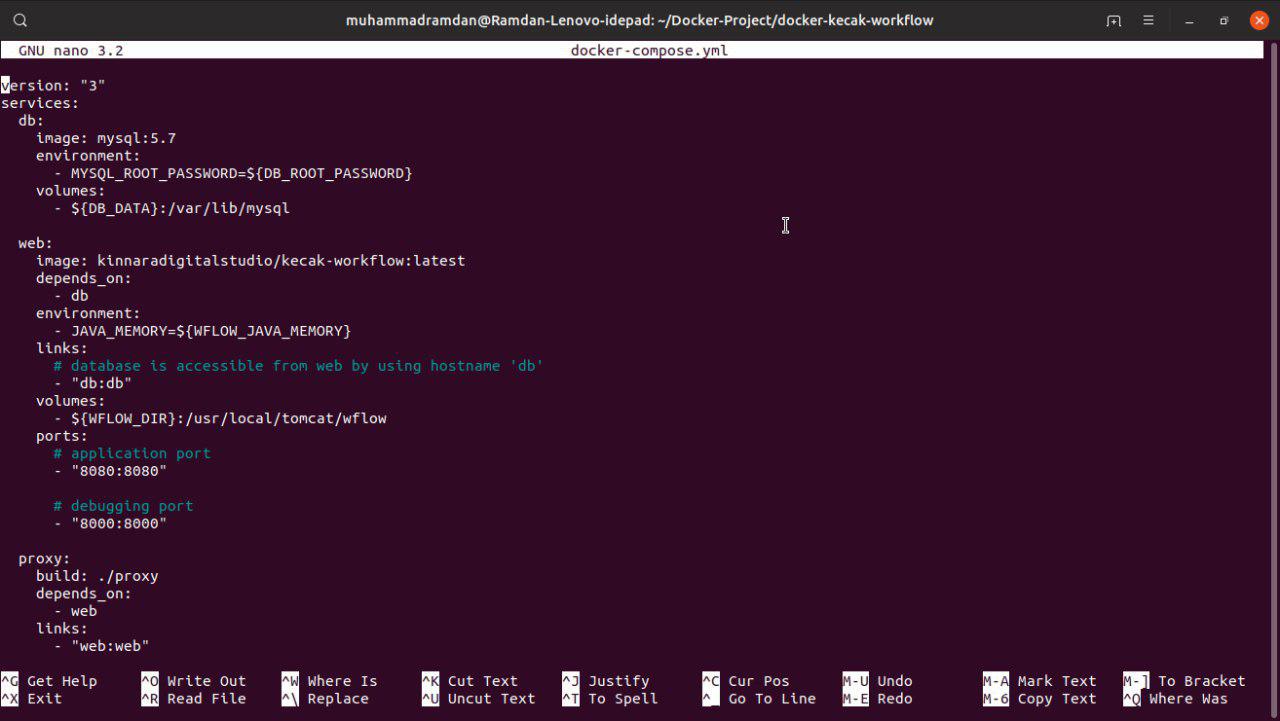 muhammadramdan@Ramdan-Lenovo-idepad: ~/Docker-Project/docker-kecak-workflow
GNU nano 3.2 docker-compose.yml
version: "3"
services:
  db:
    image: mysql:5.7
    environment:
      - MYSQL_ROOT_PASSWORD=${DB_ROOT_PASSWORD}
    volumes:
      - ${DB_DATA}:/var/lib/mysql
  web:
    image: kinnaradigitalstudio/kecak-workflow:latest
    depends_on:
      - db
    environment:
      - JAVA_MEMORY=${WFLOW_JAVA_MEMORY}
    links:
      # database is accessible from web by using hostname 'db'
      - "db:db"
    volumes:
      - ${WFLOW_DIR}:/usr/local/tomcat/wflow
    ports:
      # application port
      - "8080:8080"
      # debugging port
      - "8000:8000"
  proxy:
    build: ./proxy
    depends_on:
      - web
    links:
      - "web:web"
^G Get Help ^O Write Out ^W Where Is ^K Cut Text ^J Justify ^C Cur Pos M-U Undo M-A Mark Text M-] To Bracket
^X Exit ^R Read File ^\ Replace ^U Uncut Text ^T To Spell ^_ Go To Line M-E Redo M-6 Copy Text ^Q Where Was